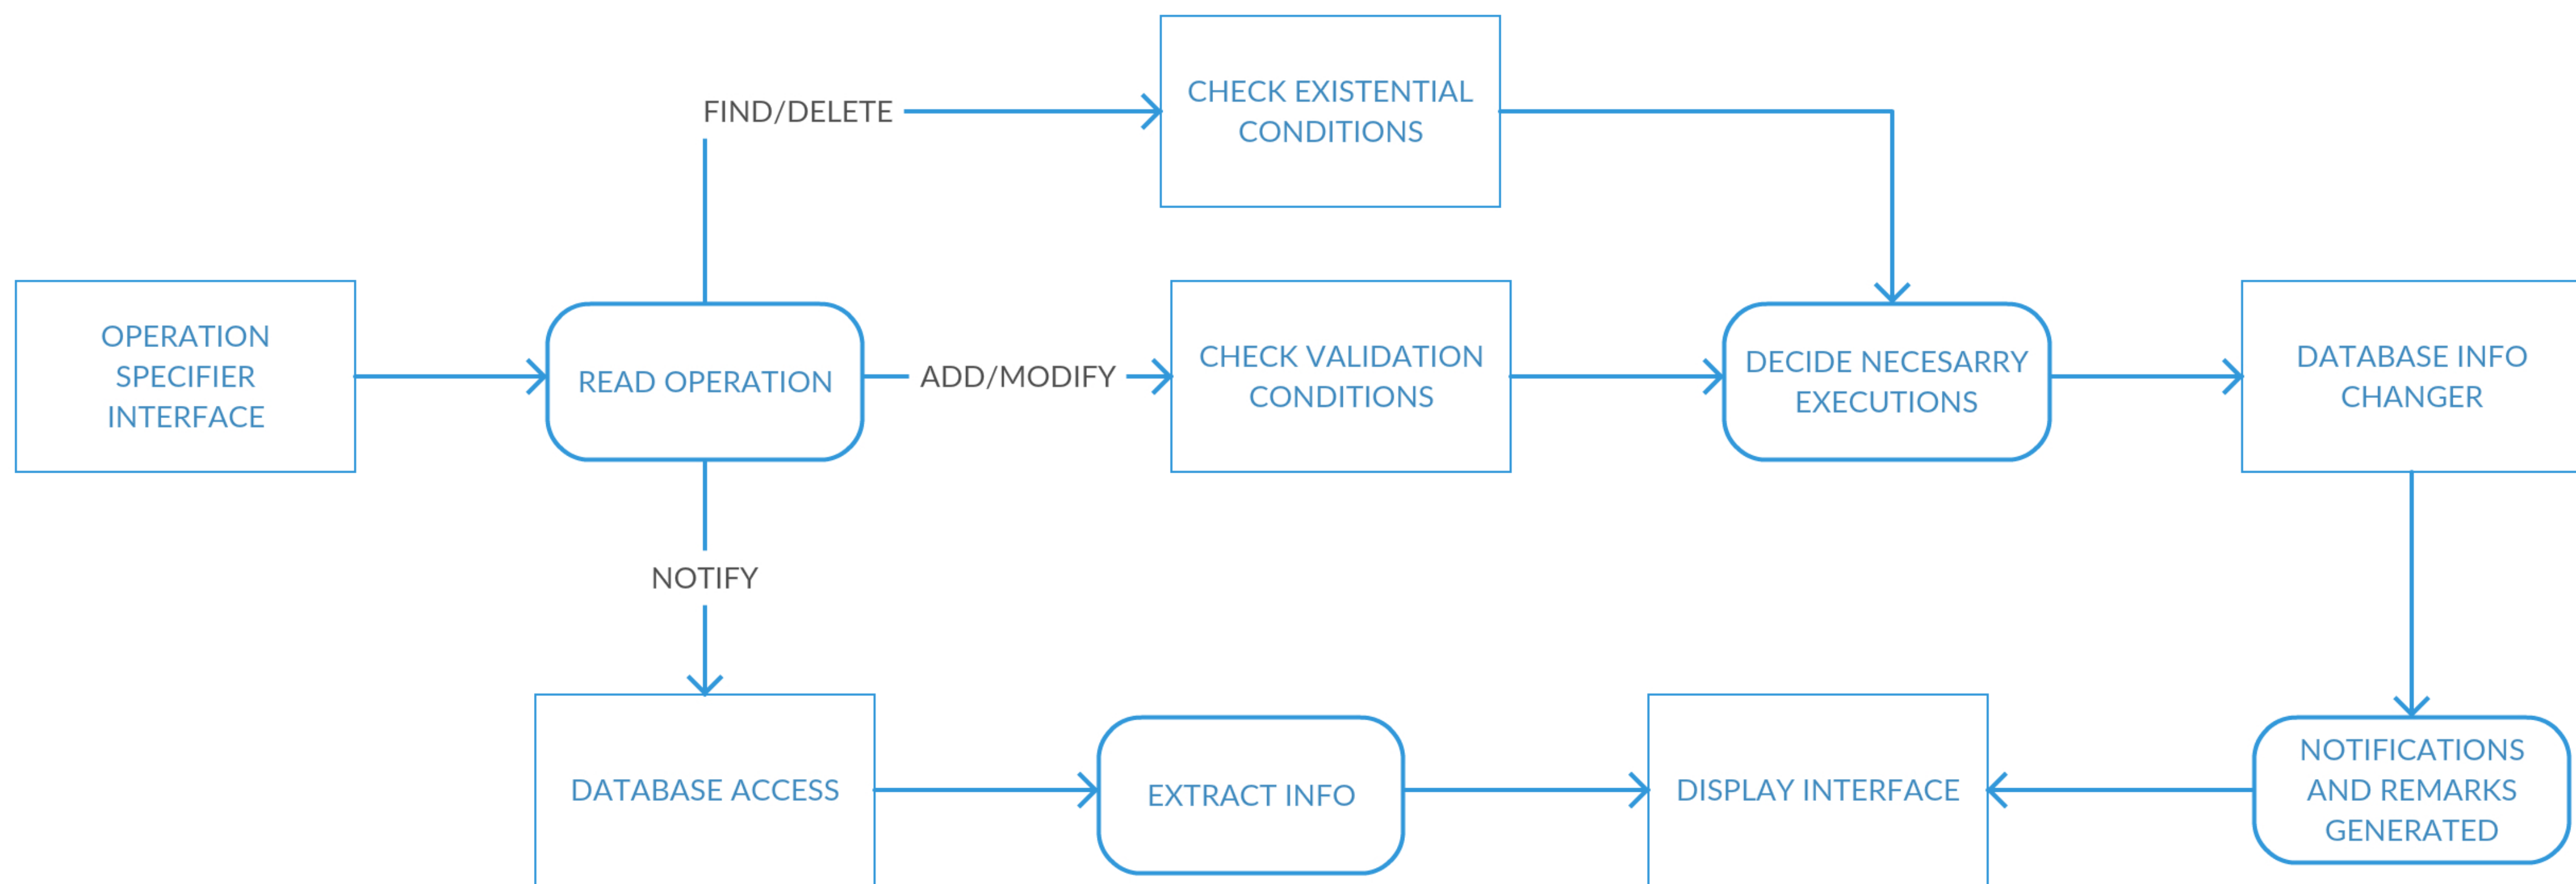 FIND/DELETE
CHECK EXISTENTIAL
CONDITIONS
OPERATION
SPECIFIER
INTERFACE
READ OPERATION
ADD/MODIFY
CHECK VALIDATION
CONDITIONS
DECIDE NECESARRY
EXECUTIONS
DATABASE INFO
CHANGER
NOTIFY
DATABASE ACCESS
EXTRACT INFO
DISPLAY INTERFACE
NOTIFICATIONS
AND REMARKS
GENERATED